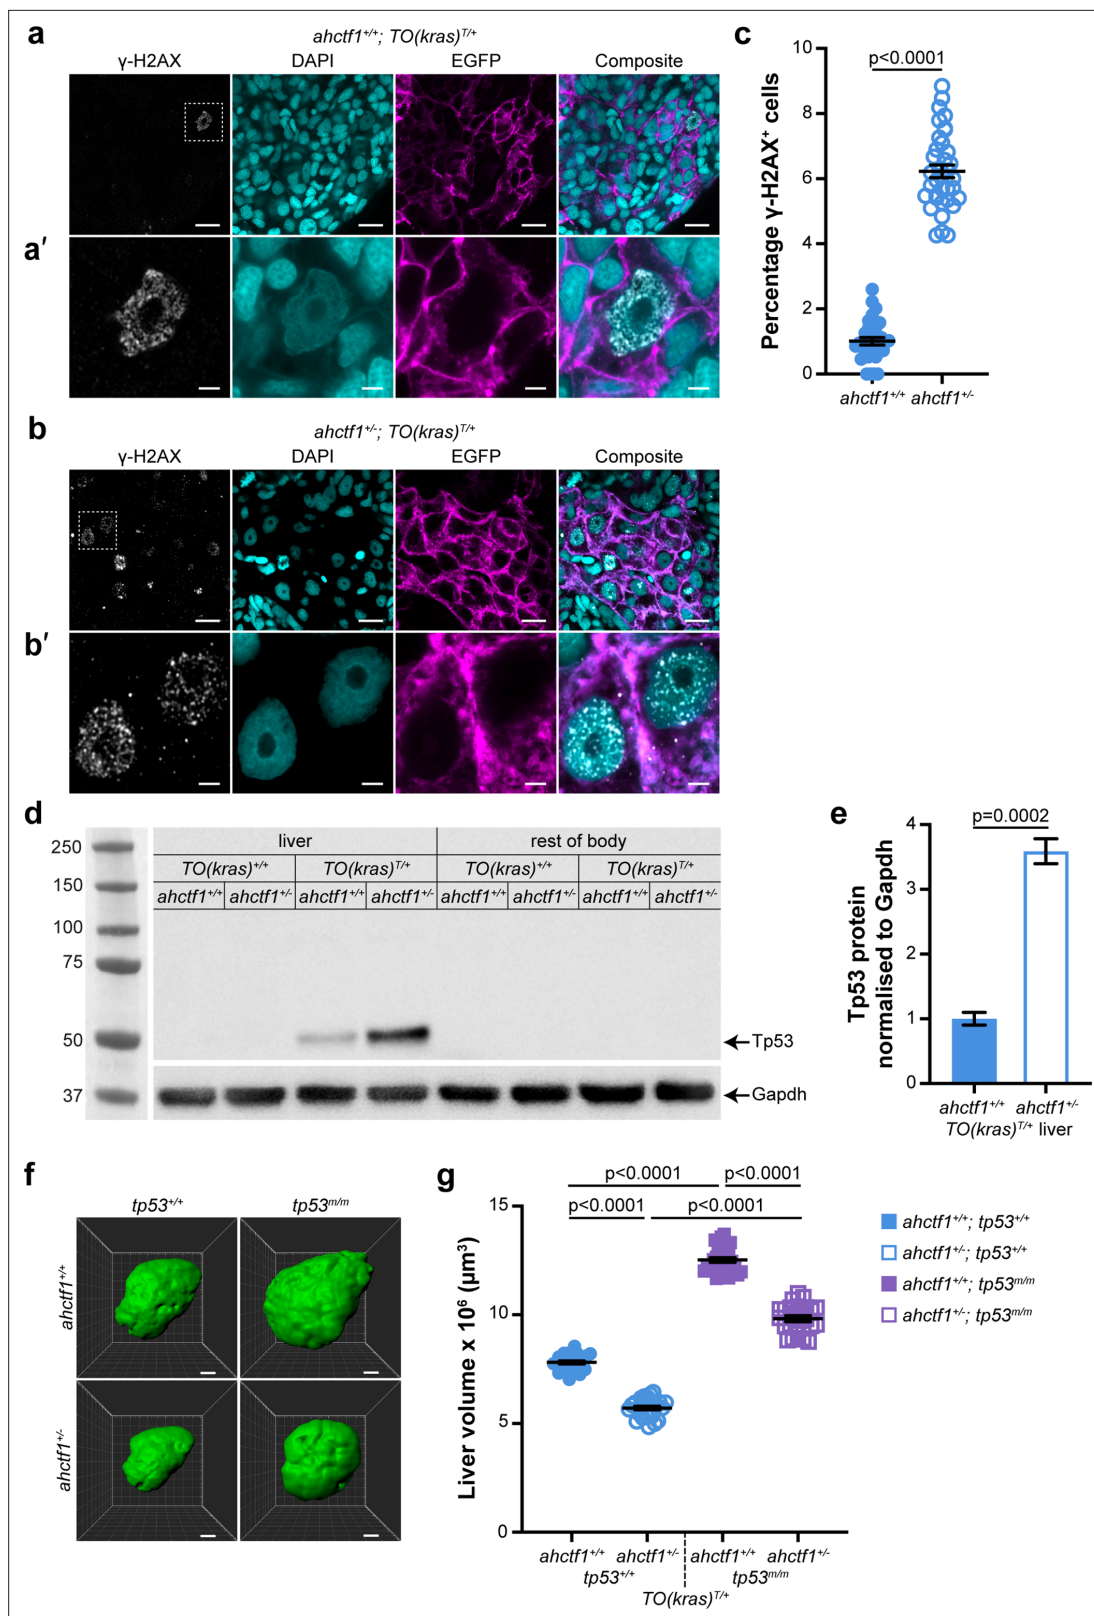 a
ahctf1+/+; TO(kras)T/+
γ-H2AX DAPI EGFP Composite
a′
b
ahctf1+/-; TO(kras)T/+
γ-H2AX DAPI EGFP Composite
b′
c
p<0.0001
Percentage γ-H2AX+ cells
10
8
6
4
2
0
ahctf1+/+ ahctf1+/-
d
liver rest of body
TO(kras)+/+ TO(kras)T/+ TO(kras)+/+ TO(kras)T/+
ahctf1+/+ ahctf1+/- ahctf1+/+ ahctf1+/- ahctf1+/+ ahctf1+/- ahctf1+/+ ahctf1+/-
250
150
100
75
50
37
Tp53
Gapdh
e
p=0.0002
Tp53 protein
normalised to Gapdh
4
3
2
1
0
ahctf1+/+ ahctf1+/-
TO(kras)T/+ liver
f
tp53+/+ tp53m/m
ahctf1+/+
ahctf1+/-
g
p<0.0001 p<0.0001
p<0.0001 p<0.0001
Liver volume x 10⁶ (μm³)
15
10
5
0
ahctf1+/+ ahctf1+/- ahctf1+/+ ahctf1+/-
tp53+/+ tp53m/m
TO(kras)T/+
ahctf1+/+; tp53+/+
ahctf1+/-; tp53+/+
ahctf1+/+; tp53m/m
ahctf1+/-; tp53m/m